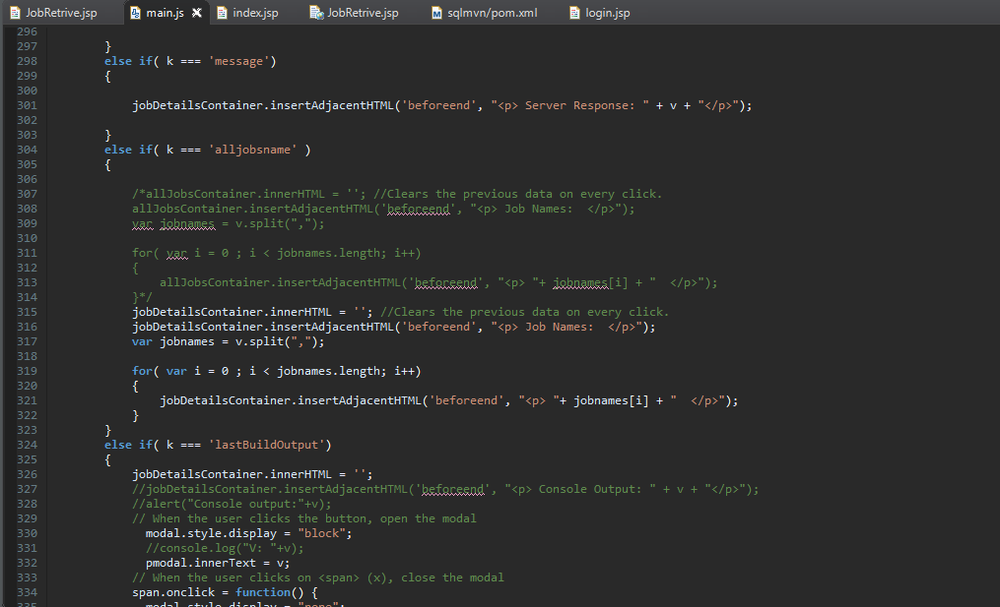 JobRetrive.jsp main.js index.jsp JobRetrive.jsp sqlmvn/pom.xml login.jsp
296
297 }
298 else if( k === 'message')
299 {
300
301 jobDetailsContainer.insertAdjacentHTML('beforeend', "<p> Server Response: " + v + "</p>");
302
303 }
304 else if( k === 'alljobsname' )
305 {
306
307 /*allJobsContainer.innerHTML = ''; //Clears the previous data on every click.
308 allJobsContainer.insertAdjacentHTML('beforeend', "<p> Job Names:  </p>");
309 var jobnames = v.split(",");
310
311 for( var i = 0 ; i < jobnames.length; i++)
312 {
313 allJobsContainer.insertAdjacentHTML('beforeend', "<p> "+ jobnames[i] + "  </p>");
314 }*/
315 jobDetailsContainer.innerHTML = ''; //Clears the previous data on every click.
316 jobDetailsContainer.insertAdjacentHTML('beforeend', "<p> Job Names:  </p>");
317 var jobnames = v.split(",");
318
319 for( var i = 0 ; i < jobnames.length; i++)
320 {
321 jobDetailsContainer.insertAdjacentHTML('beforeend', "<p> "+ jobnames[i] + "  </p>");
322 }
323 }
324 else if( k === 'lastBuildOutput')
325 {
326 jobDetailsContainer.innerHTML = '';
327 //jobDetailsContainer.insertAdjacentHTML('beforeend', "<p> Console Output: " + v + "</p>");
328 //alert("Console output:"+v);
329 // When the user clicks the button, open the modal
330 modal.style.display = "block";
331 //console.log("V: "+v);
332 pmodal.innerText = v;
333 // When the user clicks on <span> (x), close the modal
334 span.onclick = function() {
335 modal.style.display = "none";